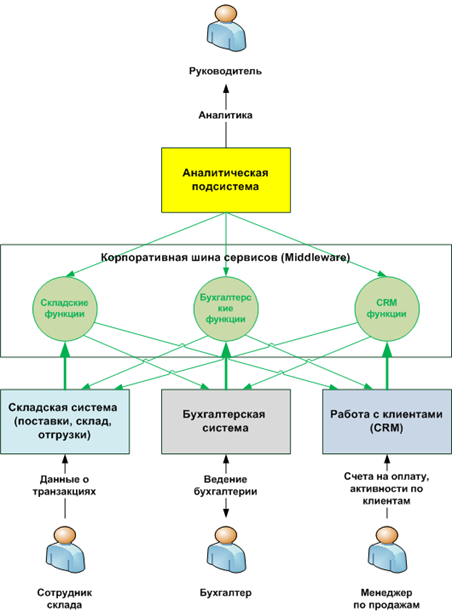 Руководитель
Аналитика
Аналитическая
подсистема
Корпоративная шина сервисов (Middleware)
Складские
функции
Бухгалтерс
кие
функции
CRM
функции
Складская система
(поставки, склад,
отгрузки)
Бухгалтерская
система
Работа с клиентами
(CRM)
Данные о
транзакциях
Ведение
бухгалтерии
Счета на оплату,
активности по
клиентам
Сотрудник
склада
Бухгалтер
Менеджер
по продажам